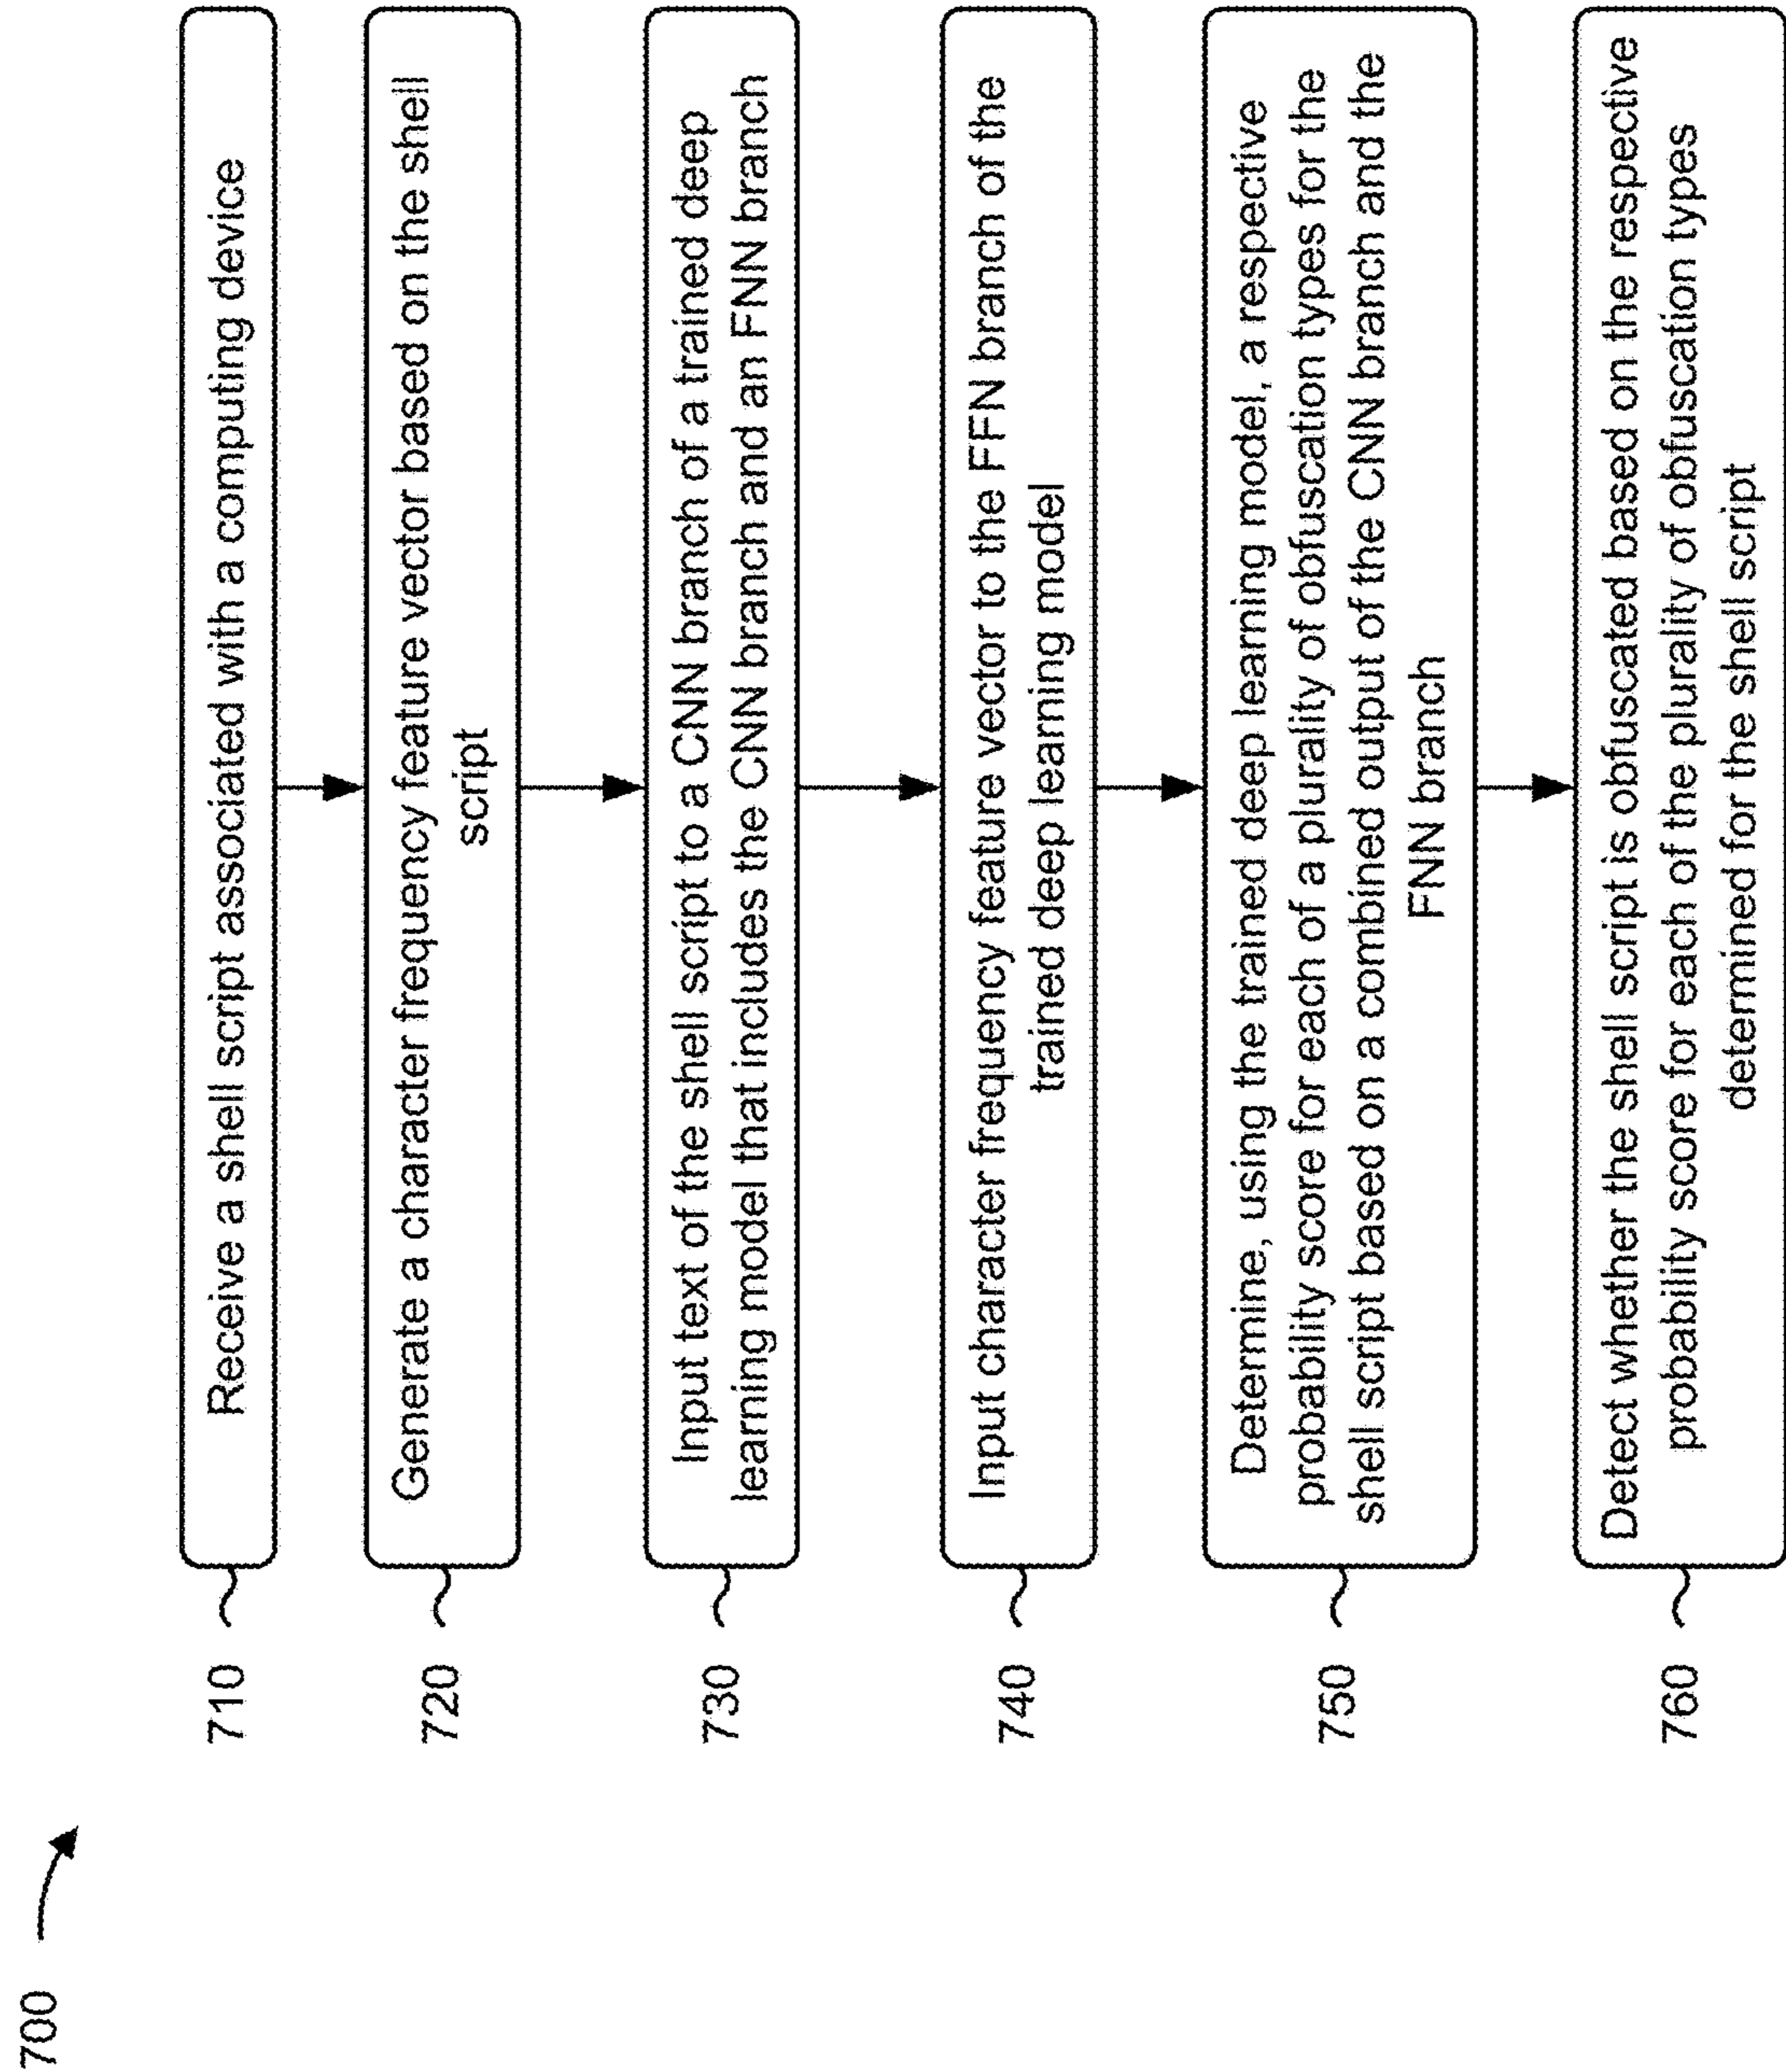 700
710
Receive a shell script associated with a computing device
720
Generate a character frequency feature vector based on the shell
script
730
Input text of the shell script to a CNN branch of a trained deep
learning model that includes the CNN branch and an FNN branch
740
Input character frequency feature vector to the FFN branch of the
trained deep learning model
750
Determine, using the trained deep learning model, a respective
probability score for each of a plurality of obfuscation types for the
shell script based on a combined output of the CNN branch and the
FNN branch
760
Detect whether the shell script is obfuscated based on the respective
probability score for each of the plurality of obfuscation types
determined for the shell script